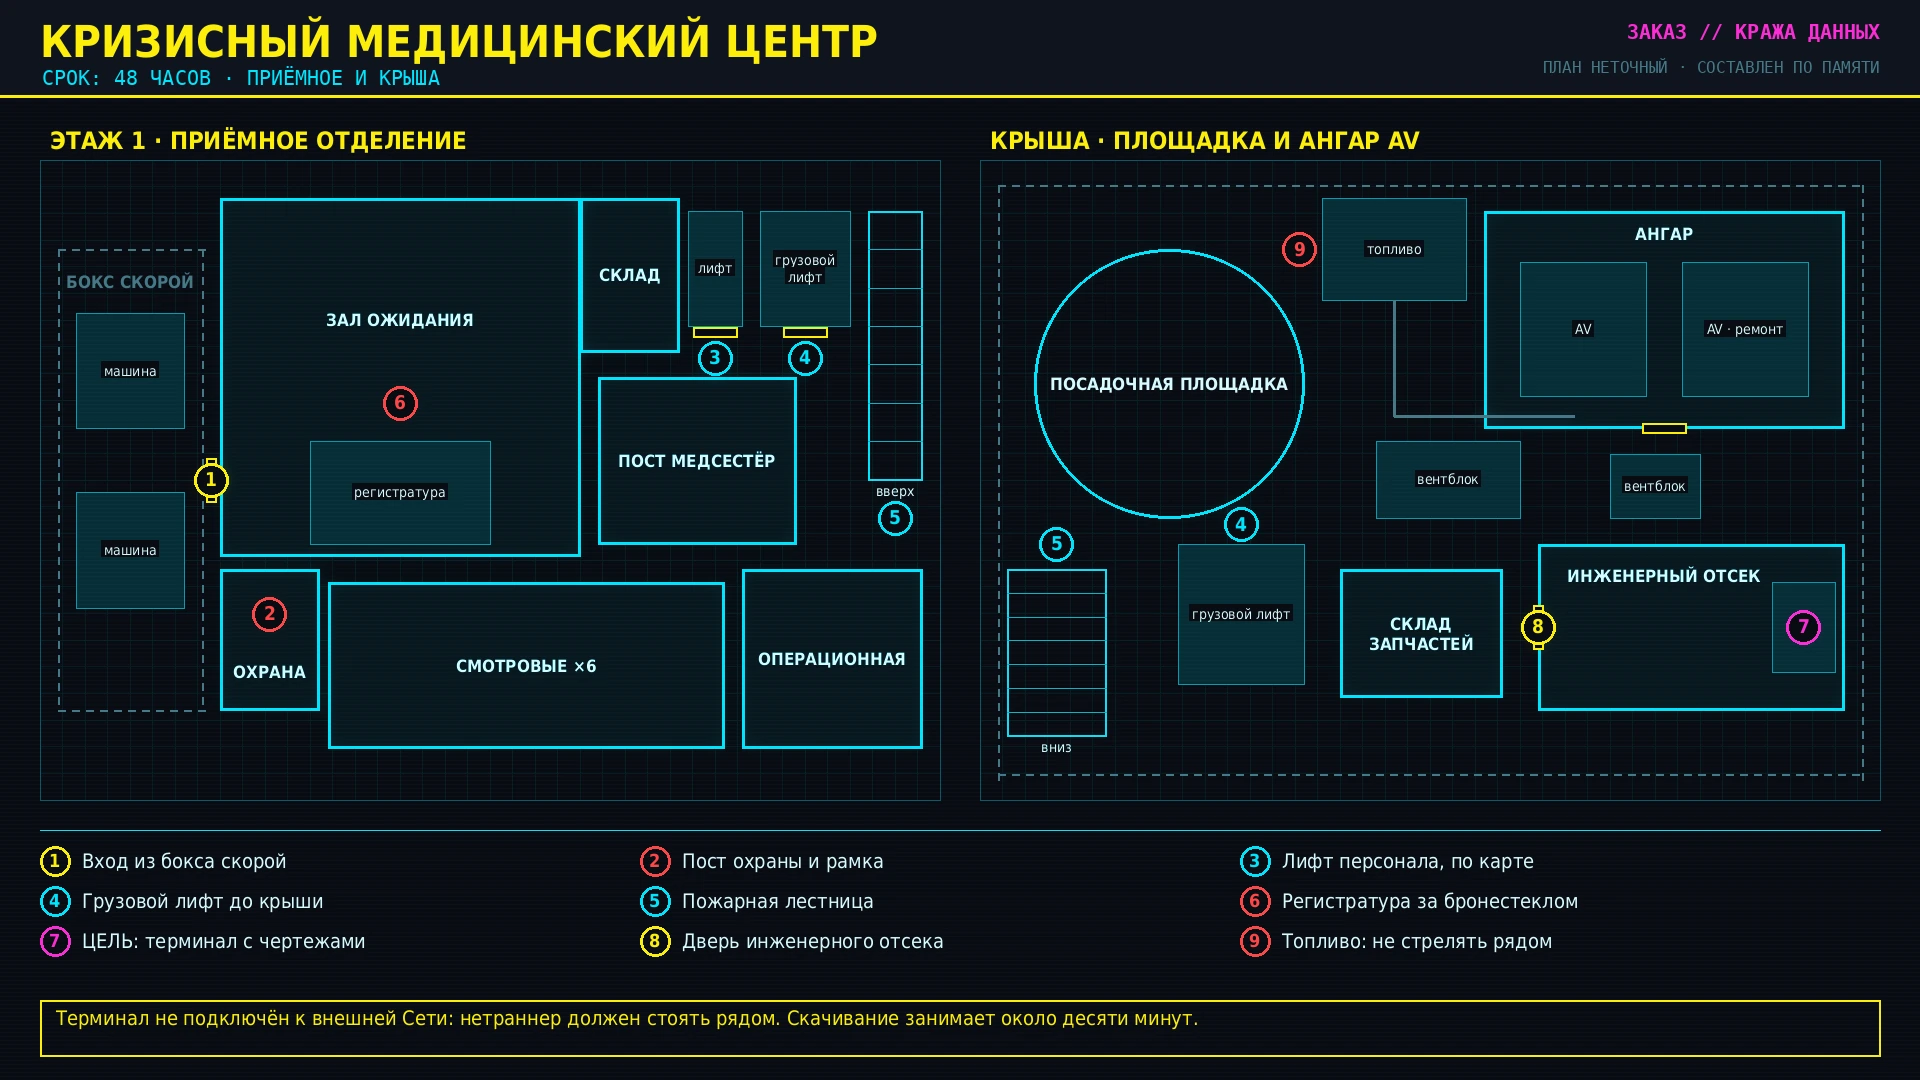 КРИЗИСНЫЙ МЕДИЦИНСКИЙ ЦЕНТР
СРОК: 48 ЧАСОВ · ПРИЁМНОЕ И КРЫША
ЗАКАЗ // КРАЖА ДАННЫХ
ПЛАН НЕТОЧНЫЙ · СОСТАВЛЕН ПО ПАМЯТИ
ЭТАЖ 1 · ПРИЁМНОЕ ОТДЕЛЕНИЕ
БОКС СКОРОЙ
машина
машина
1
ЗАЛ ОЖИДАНИЯ
6
регистратура
СКЛАД
лифт
3
грузовой
лифт
4
вверх
5
ПОСТ МЕДСЕСТЁР
2
ОХРАНА
СМОТРОВЫЕ ×6
ОПЕРАЦИОННАЯ
КРЫША · ПЛОЩАДКА И АНГАР AV
ПОСАДОЧНАЯ ПЛОЩАДКА
9
топливо
АНГАР
AV
AV · ремонт
вентблок
вентблок
5
вниз
4
грузовой лифт
СКЛАД
ЗАПЧАСТЕЙ
8
ИНЖЕНЕРНЫЙ ОТСЕК
7
1 Вход из бокса скорой
2 Пост охраны и рамка
3 Лифт персонала, по карте
4 Грузовой лифт до крыши
5 Пожарная лестница
6 Регистратура за бронестеклом
7 ЦЕЛЬ: терминал с чертежами
8 Дверь инженерного отсека
9 Топливо: не стрелять рядом
Терминал не подключён к внешней Сети: нетраннер должен стоять рядом. Скачивание занимает около десяти минут.